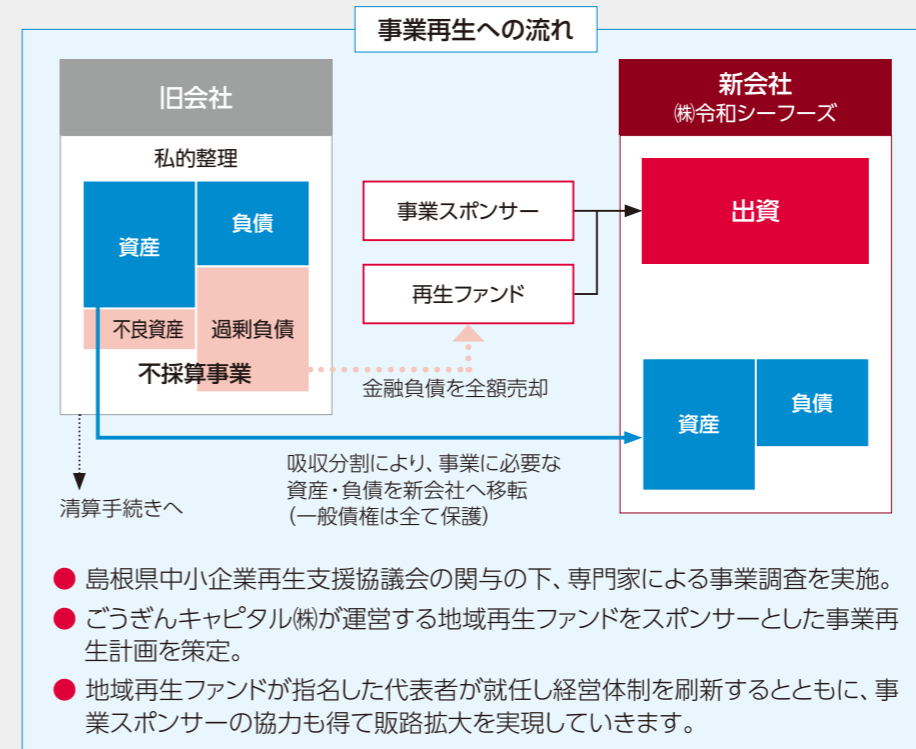 事業再生への流れ
旧会社
私的整理
資産
負債
不良資産
過剰負債
不採算事業
清算手続きへ
事業スポンサー
再生ファンド
金融負債を全額売却
吸収分割により、事業に必要な
資産・負債を新会社へ移転
(一般債権は全て保護)
新会社
㈱令和シーフーズ
出資
資産
負債
● 島根県中小企業再生支援協議会の関与の下、専門家による事業調査を実施。
● ごうぎんキャピタル㈱が運営する地域再生ファンドをスポンサーとした事業再
生計画を策定。
● 地域再生ファンドが指名した代表者が就任し経営体制を刷新するとともに、事
業スポンサーの協力も得て販路拡大を実現していきます。